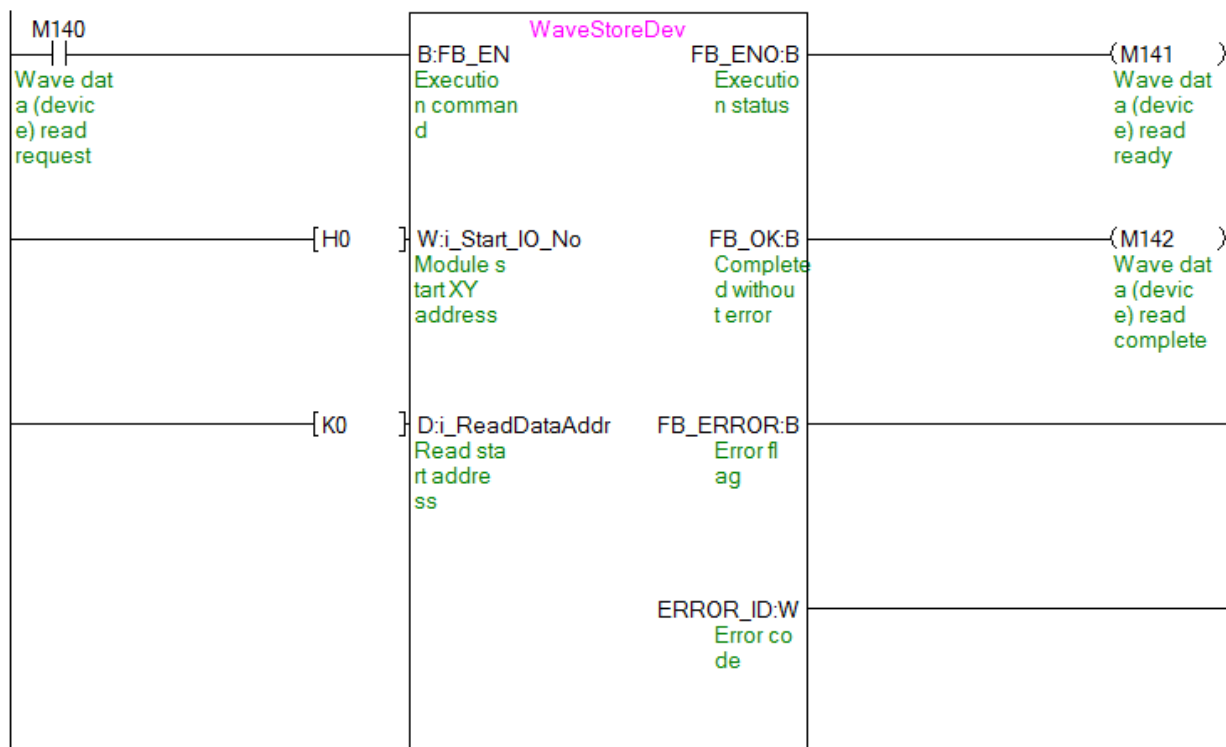 M140
WaveStoreDev
B:FB_EN
FB_ENO:B
(M141 )
Wave dat
a (devic
e) read
request
Executio
n comman
d
Executio
n status
Wave dat
a (devic
e) read
ready
[H0 ]
W:i_Start_IO_No
FB_OK:B
(M142 )
Module s
tart XY
address
Complete
d withou
t error
Wave dat
a (devic
e) read
complete
[K0 ]
D:i_ReadDataAddr
FB_ERROR:B
Read sta
rt addre
ss
Error fl
ag
ERROR_ID:W
Error co
de